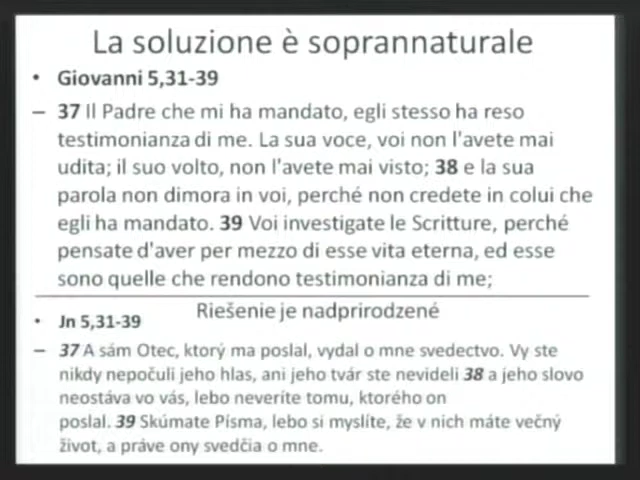 La soluzione è soprannaturale
• Giovanni 5,31-39
– 37 Il Padre che mi ha mandato, egli stesso ha reso
testimonianza di me. La sua voce, voi non l'avete mai
udita; il suo volto, non l'avete mai visto; 38 e la sua
parola non dimora in voi, perché non credete in colui che
egli ha mandato. 39 Voi investigate le Scritture, perché
pensate d'aver per mezzo di esse vita eterna, ed esse
sono quelle che rendono testimonianza di me;
Riešenie je nadprirodzené
• Jn 5,31-39
– 37 A sám Otec, ktorý ma poslal, vydal o mne svedectvo. Vy ste
nikdy nepočuli jeho hlas, ani jeho tvár ste nevideli 38 a jeho slovo
neostáva vo vás, lebo neveríte tomu, ktorého on
poslal. 39 Skúmate Písma, lebo si myslíte, že v nich máte večný
život, a práve ony svedčia o mne.